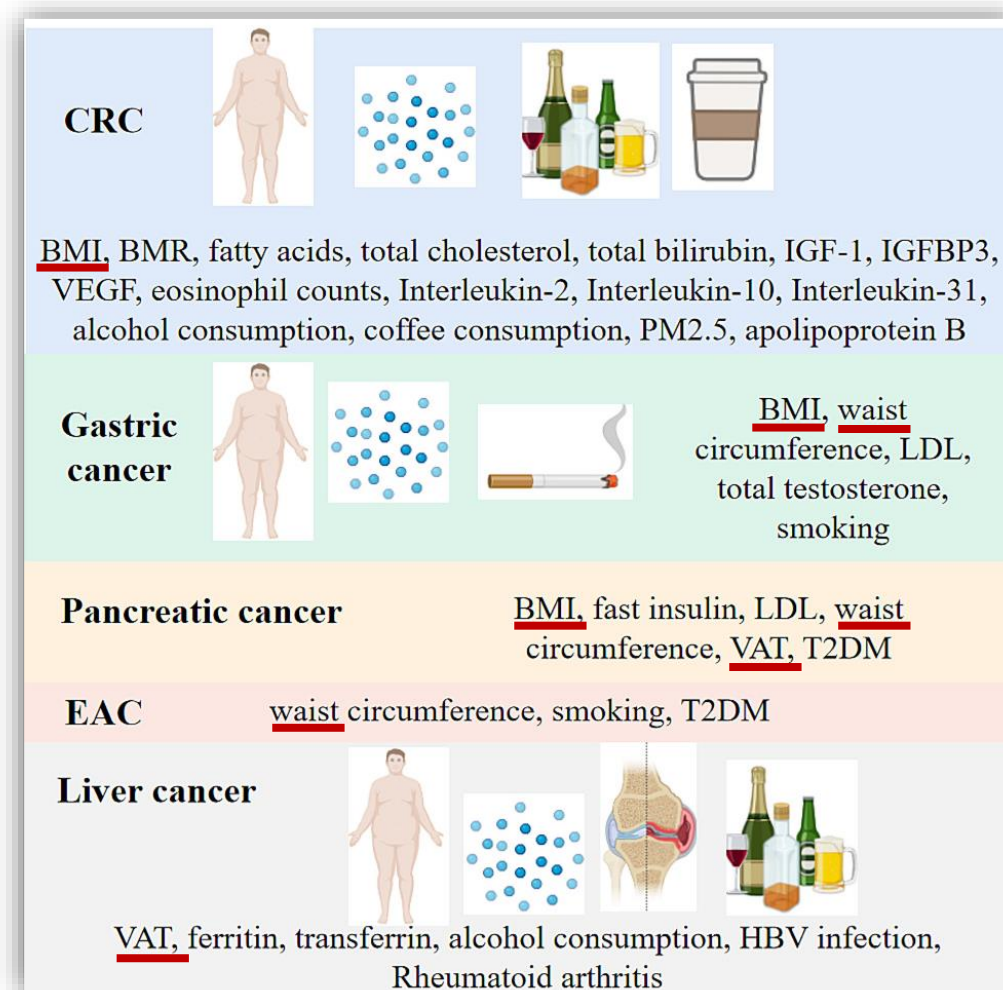 CRC
BMI, BMR, fatty acids, total cholesterol, total bilirubin, IGF-1, IGFBP3,
VEGF, eosinophil counts, Interleukin-2, Interleukin-10, Interleukin-31,
alcohol consumption, coffee consumption, PM2.5, apolipoprotein B
Gastric
cancer
BMI, waist
circumference, LDL,
total testosterone,
smoking
Pancreatic cancer
BMI, fast insulin, LDL, waist
circumference, VAT, T2DM
EAC
waist circumference, smoking, T2DM
Liver cancer
VAT, ferritin, transferrin, alcohol consumption, HBV infection,
Rheumatoid arthritis